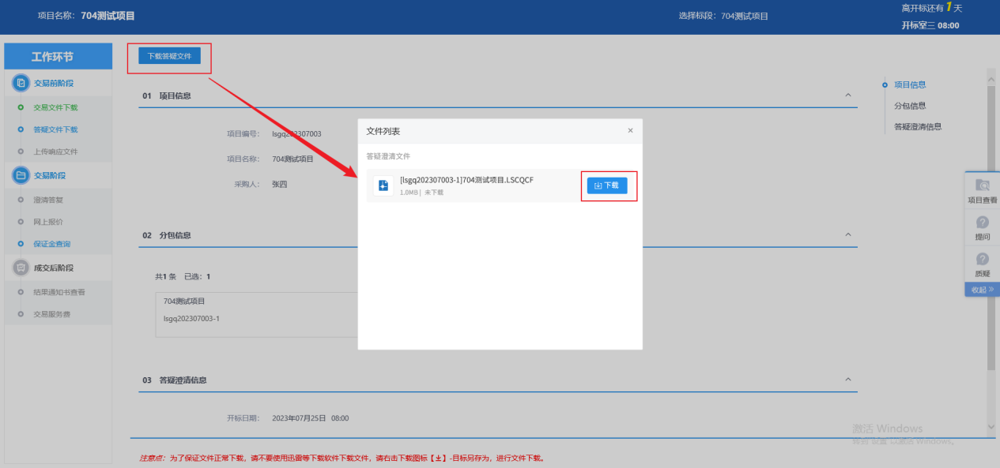 项目名称: 704测试项目
选择标段: 704测试项目
离开标还有 1 天
开标室三 08:00
工作环节
交易前阶段
交易文件下载
答疑文件下载
上传响应文件
交易阶段
澄清答复
网上报价
保证金查询
成交后阶段
结果通知书查看
交易服务费
下载答疑文件
01 项目信息
项目编号: lsgq202307003
项目名称: 704测试项目
采购人: 张四
02 分包信息
共1 条 已选: 1
704测试项目
lsgq202307003-1
03 答疑澄清信息
开标日期: 2023年07月25日 08:00
注意点: 为了保证文件正常下载，请不要使用迅雷等下载软件下载文件，请右击下载图标【】-目标另存为，进行文件下载。
文件列表 ×
答疑澄清文件
[lsgq202307003-1]704测试项目.LSCQCF
1.0MB | 未下载
下载
项目信息
分包信息
答疑澄清信息
项目查看
提问
质疑
收起 »
激活 Windows